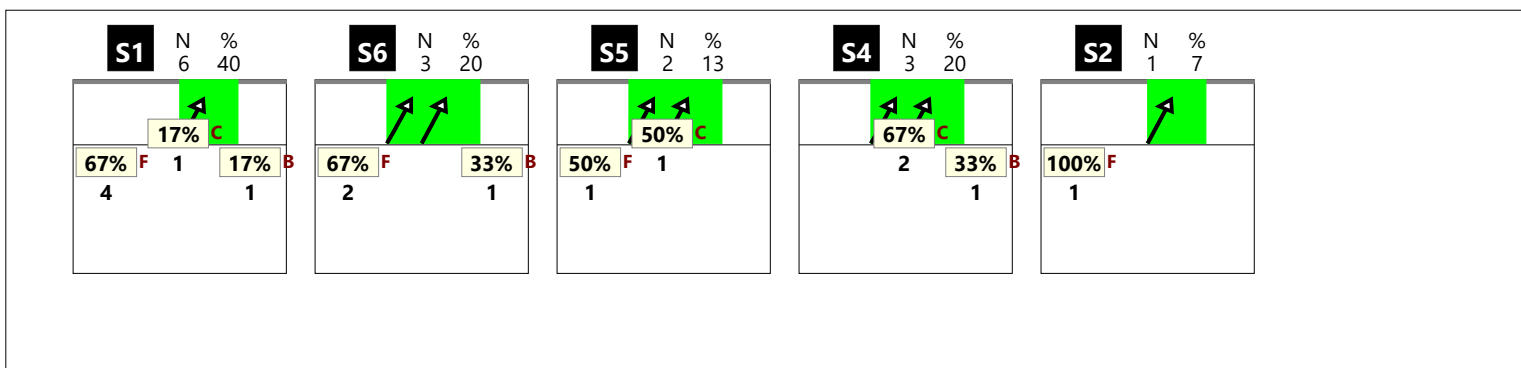 S1 N % 6 40
17% C
67% F 1 17% B
4 1
S6 N % 3 20
67% F 33% B
2 1
S5 N % 2 13
50% C
50% F 1
1
S4 N % 3 20
67% C
2 33% B
1
S2 N % 1 7
100% F
1